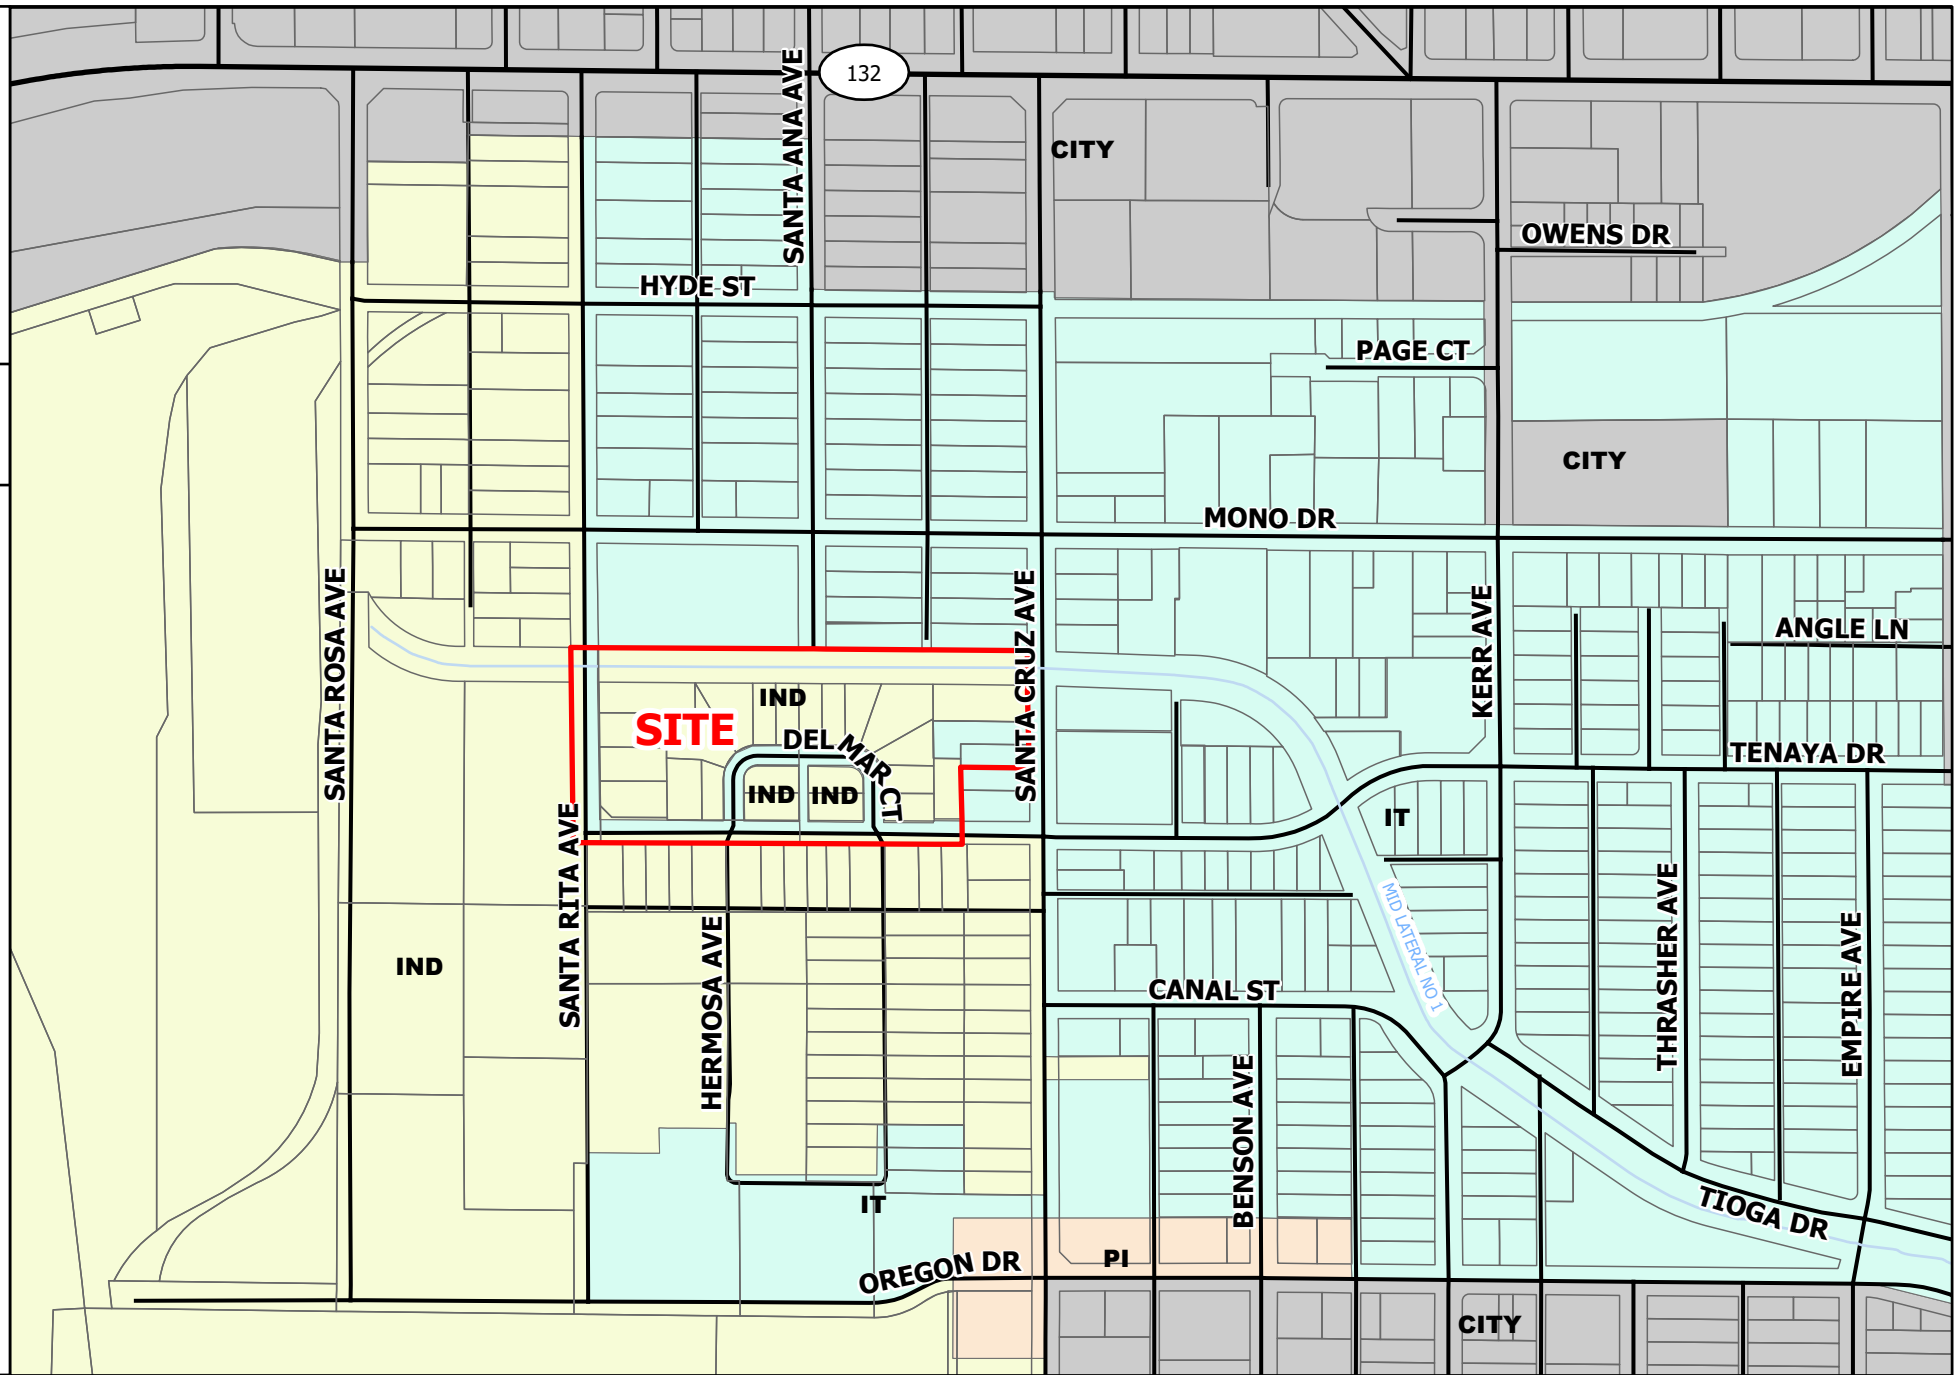 132
SANTA ANA AVE
CITY
OWENS DR
HYDE ST
PAGE CT
CITY
MONO DR
SANTA ROSA AVE
SANTA CRUZ AVE
KERR AVE
ANGLE LN
IND
SITE
DEL MAR CT
TENAYA DR
IND
IND
IT
SANTA RITA AVE
MID LATERAL NO 1
THRASHER AVE
EMPIRE AVE
HERMOSA AVE
IND
CANAL ST
BENSON AVE
IT
TIOGA DR
OREGON DR
PI
CITY